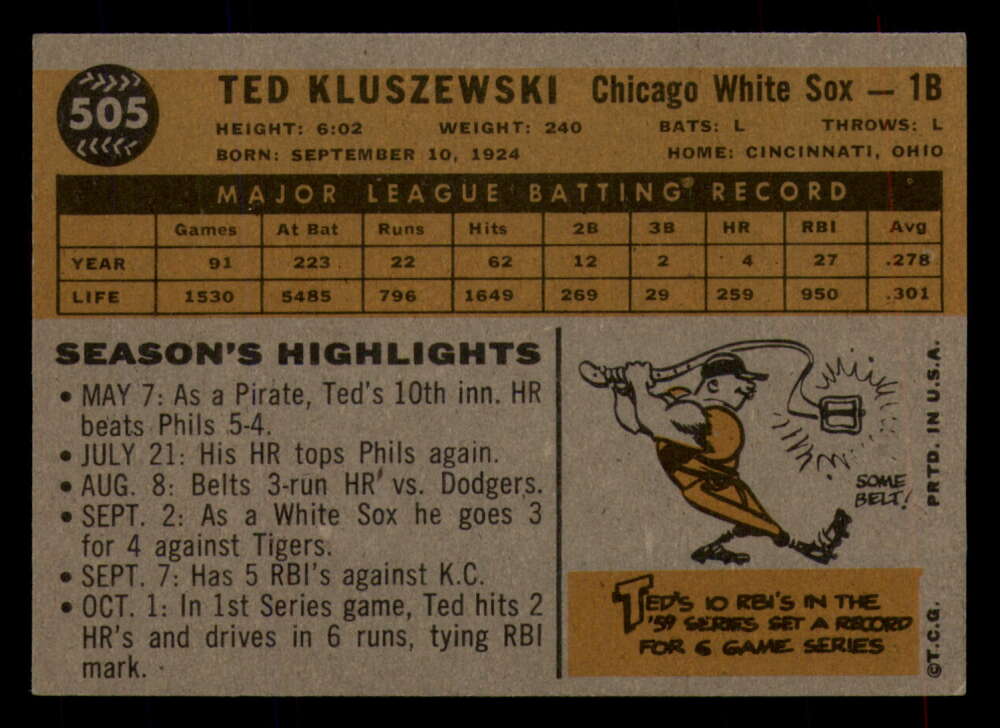 505
TED KLUSZEWSKI Chicago White Sox — 1B
HEIGHT: 6:02 WEIGHT: 240 BATS: L THROWS: L
BORN: SEPTEMBER 10, 1924 HOME: CINCINNATI, OHIO
MAJOR LEAGUE BATTING RECORD
Games At Bat Runs Hits 2B 3B HR RBI Avg
YEAR 91 223 22 62 12 2 4 27 .278
LIFE 1530 5485 796 1649 269 29 259 950 .301
SEASON'S HIGHLIGHTS
• MAY 7: As a Pirate, Ted's 10th inn. HR
beats Phils 5-4.
• JULY 21: His HR tops Phils again.
• AUG. 8: Belts 3-run HR vs. Dodgers.
• SEPT. 2: As a White Sox he goes 3
for 4 against Tigers.
• SEPT. 7: Has 5 RBI's against K.C.
• OCT. 1: In 1st Series game, Ted hits 2
HR's and drives in 6 runs, tying RBI
mark.
SOME
BELT!
TED'S 10 RBI'S IN THE
'59 SERIES SET A RECORD
FOR 6 GAME SERIES
©T.C.G. PRTD. IN U.S.A.